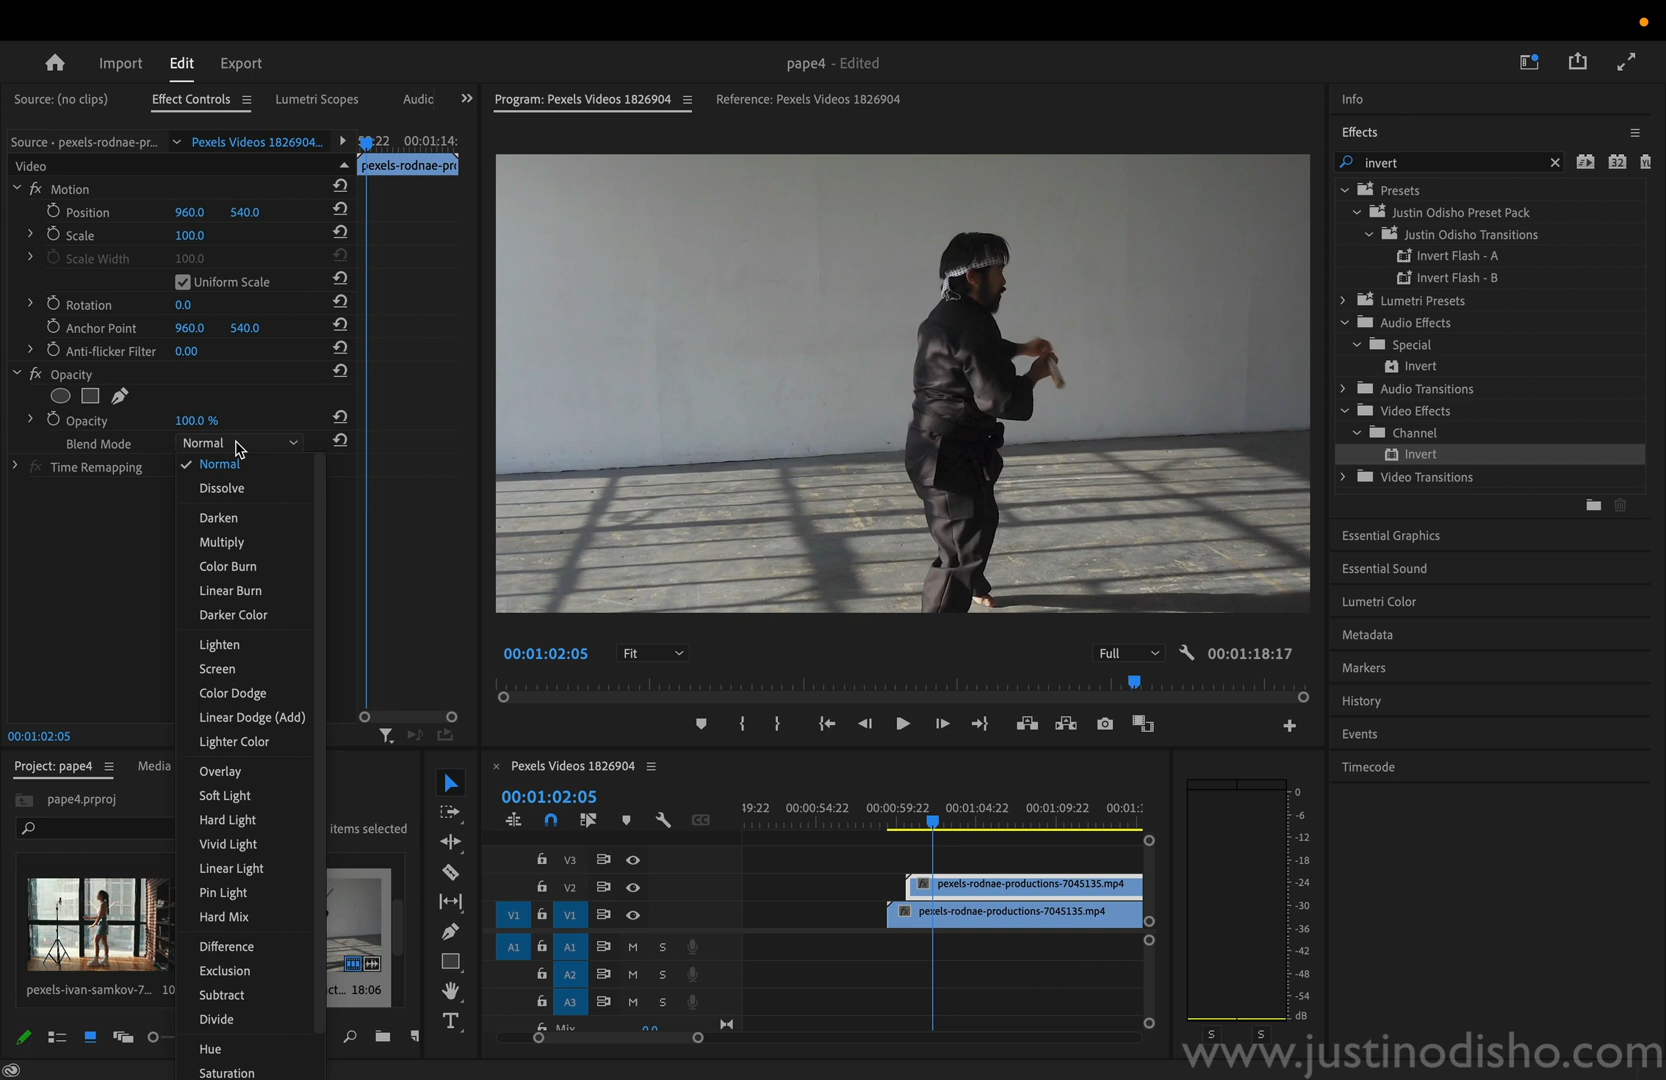 Import
Edit
Export
pape4 - Edited
Source: (no clips)
Effect Controls
Lumetri Scopes
Audio
Program: Pexels Videos 1826904
Reference: Pexels Videos 1826904
Info
Effects
invert
32
Source • pexels-rodnae-pr...
Pexels Videos 1826904...
00:01:14:
Video
pexels-rodnae-pro
Motion
Position 960.0 540.0
Scale 100.0
Scale Width 100.0
Uniform Scale
Rotation 0.0
Anchor Point 960.0 540.0
Anti-flicker Filter 0.00
Opacity
Opacity 100.0 %
Blend Mode Normal
Time Remapping
Normal
Dissolve
Darken
Multiply
Color Burn
Linear Burn
Darker Color
Lighten
Screen
Color Dodge
Linear Dodge (Add)
Lighter Color
Overlay
Soft Light
Hard Light
Vivid Light
Linear Light
Pin Light
Hard Mix
Difference
Exclusion
Subtract
Divide
Hue
Saturation
Presets
Justin Odisho Preset Pack
Justin Odisho Transitions
Invert Flash - A
Invert Flash - B
Lumetri Presets
Audio Effects
Special
Invert
Audio Transitions
Video Effects
Channel
Invert
Video Transitions
Essential Graphics
Essential Sound
Lumetri Color
Metadata
Markers
History
Events
Timecode
00:01:02:05
Fit
Full
00:01:18:17
00:01:02:05
Project: pape4
Media
pape4.prproj
items selected
pexels-ivan-samkov-7... 10
ct... 18:06
Pexels Videos 1826904
00:01:02:05
49:22 00:00:54:22 00:00:59:22 00:01:04:22 00:01:09:22 00:01:1
V3
V2
pexels-rodnae-productions-7045135.mp4
V1 V1
pexels-rodnae-productions-7045135.mp4
A1 A1 M S
A2 M S
A3 M S
Mix 0.0
0
-6
-12
-18
-24
-30
-36
-42
-48
-54
dB
S S
www.justinodisho.com